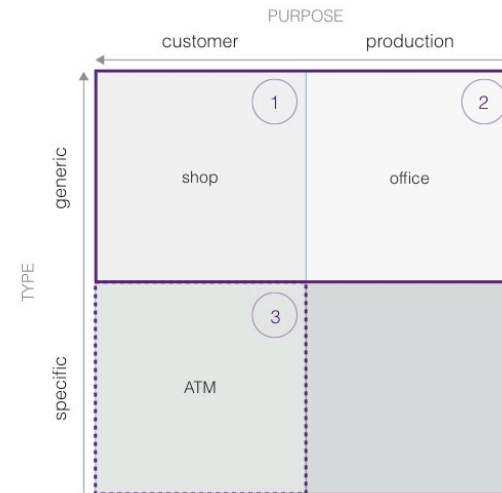 PURPOSE
customer production
TYPE
generic
1
2
shop
office
specific
3
ATM